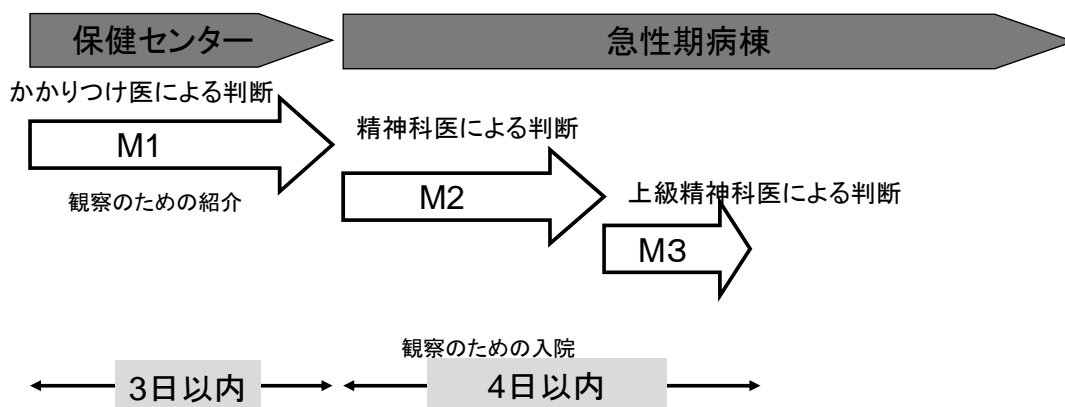 保健センター
急性期病棟
かかりつけ医による判断
M1
観察のための紹介
精神科医による判断
M2
上級精神科医による判断
M3
観察のための入院
3日以内
4日以内